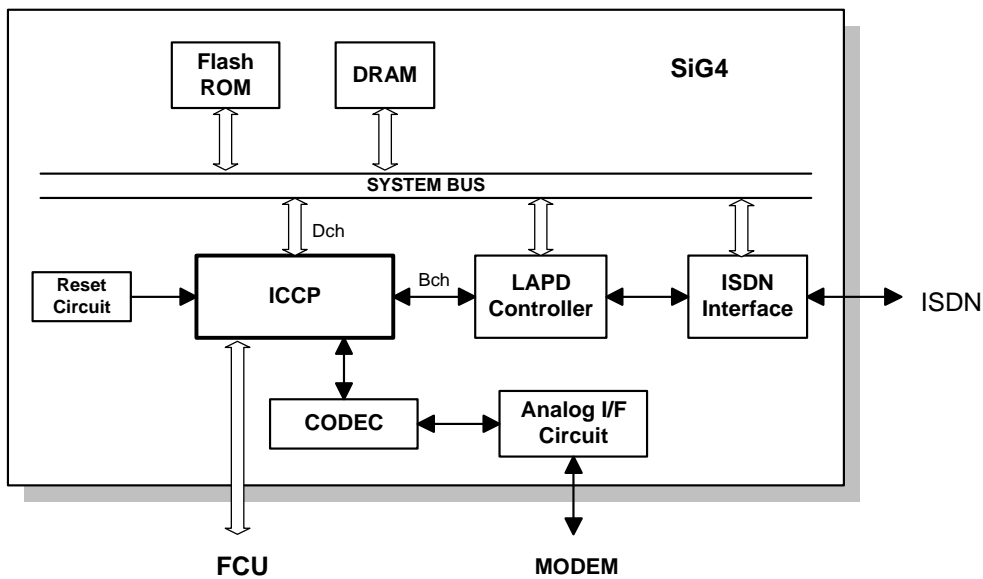 Flash
ROM
DRAM
SiG4
SYSTEM BUS
Dch
Reset
Circuit
ICCP
Bch
LAPD
Controller
ISDN
Interface
ISDN
CODEC
Analog I/F
Circuit
FCU
MODEM